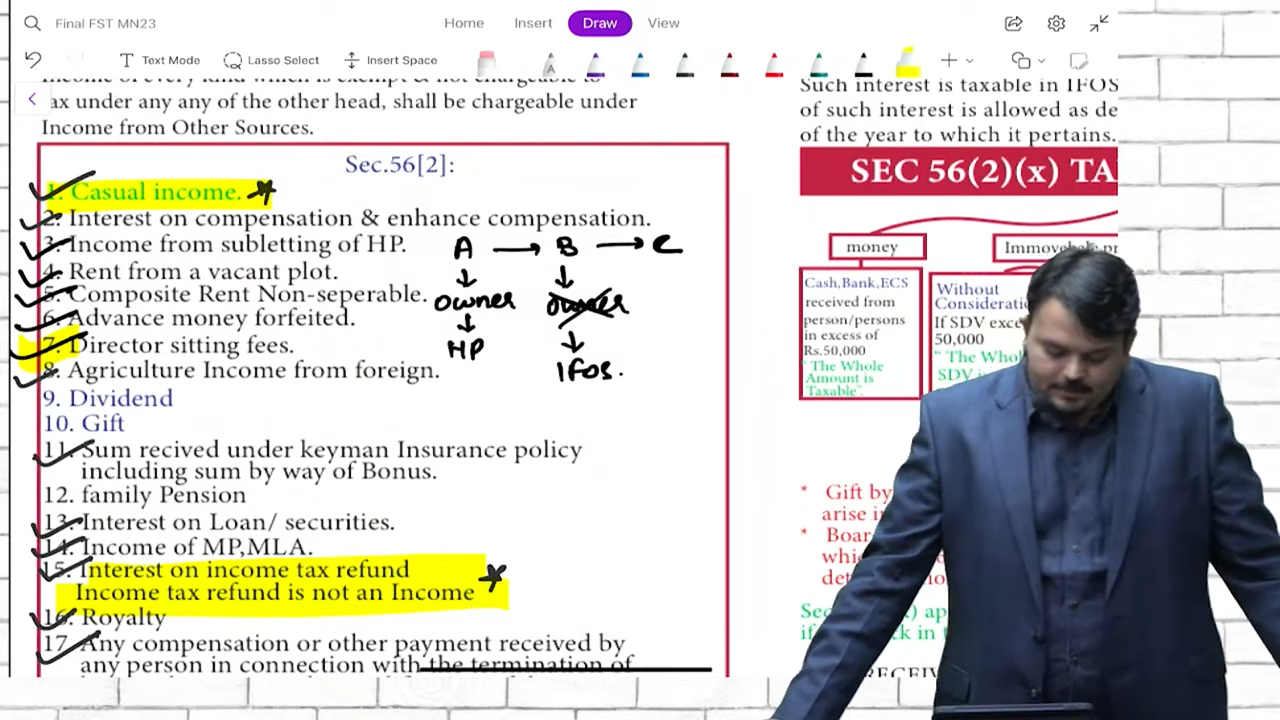 Final FST MN23
Home Insert Draw View
Text Mode Lasso Select Insert Space
Income of every kind which is exempt & not chargeable to
tax under any any of the other head, shall be chargeable under
Income from Other Sources.
Sec.56[2]:
1. Casual income.
2. Interest on compensation & enhance compensation.
3. Income from subletting of HP.
4. Rent from a vacant plot.
5. Composite Rent Non-seperable.
6. Advance money forfeited.
7. Director sitting fees.
8. Agriculture Income from foreign.
9. Dividend
10. Gift
11. Sum recived under keyman Insurance policy
including sum by way of Bonus.
12. family Pension
13. Interest on Loan/ securities.
14. Income of MP,MLA.
15. Interest on income tax refund
Income tax refund is not an Income
16. Royalty
17. Any compensation or other payment received by
any person in connection with the termination of
A → B → C
owner owner
HP IFOS.
Such interest is taxable in IFOS
of such interest is allowed as de
of the year to which it pertains.
SEC 56(2)(x) TA
money
Cash,Bank,ECS
received from
person/persons
in excess of
Rs.50,000
" The Whole
Amount is
Taxable".
Immoveable pr
Without
Consideratio
If SDV exce
50,000
" The Whol
SDV i
* Gift by
arise i
* Boar
whic
det
Sec
if
RECEIV